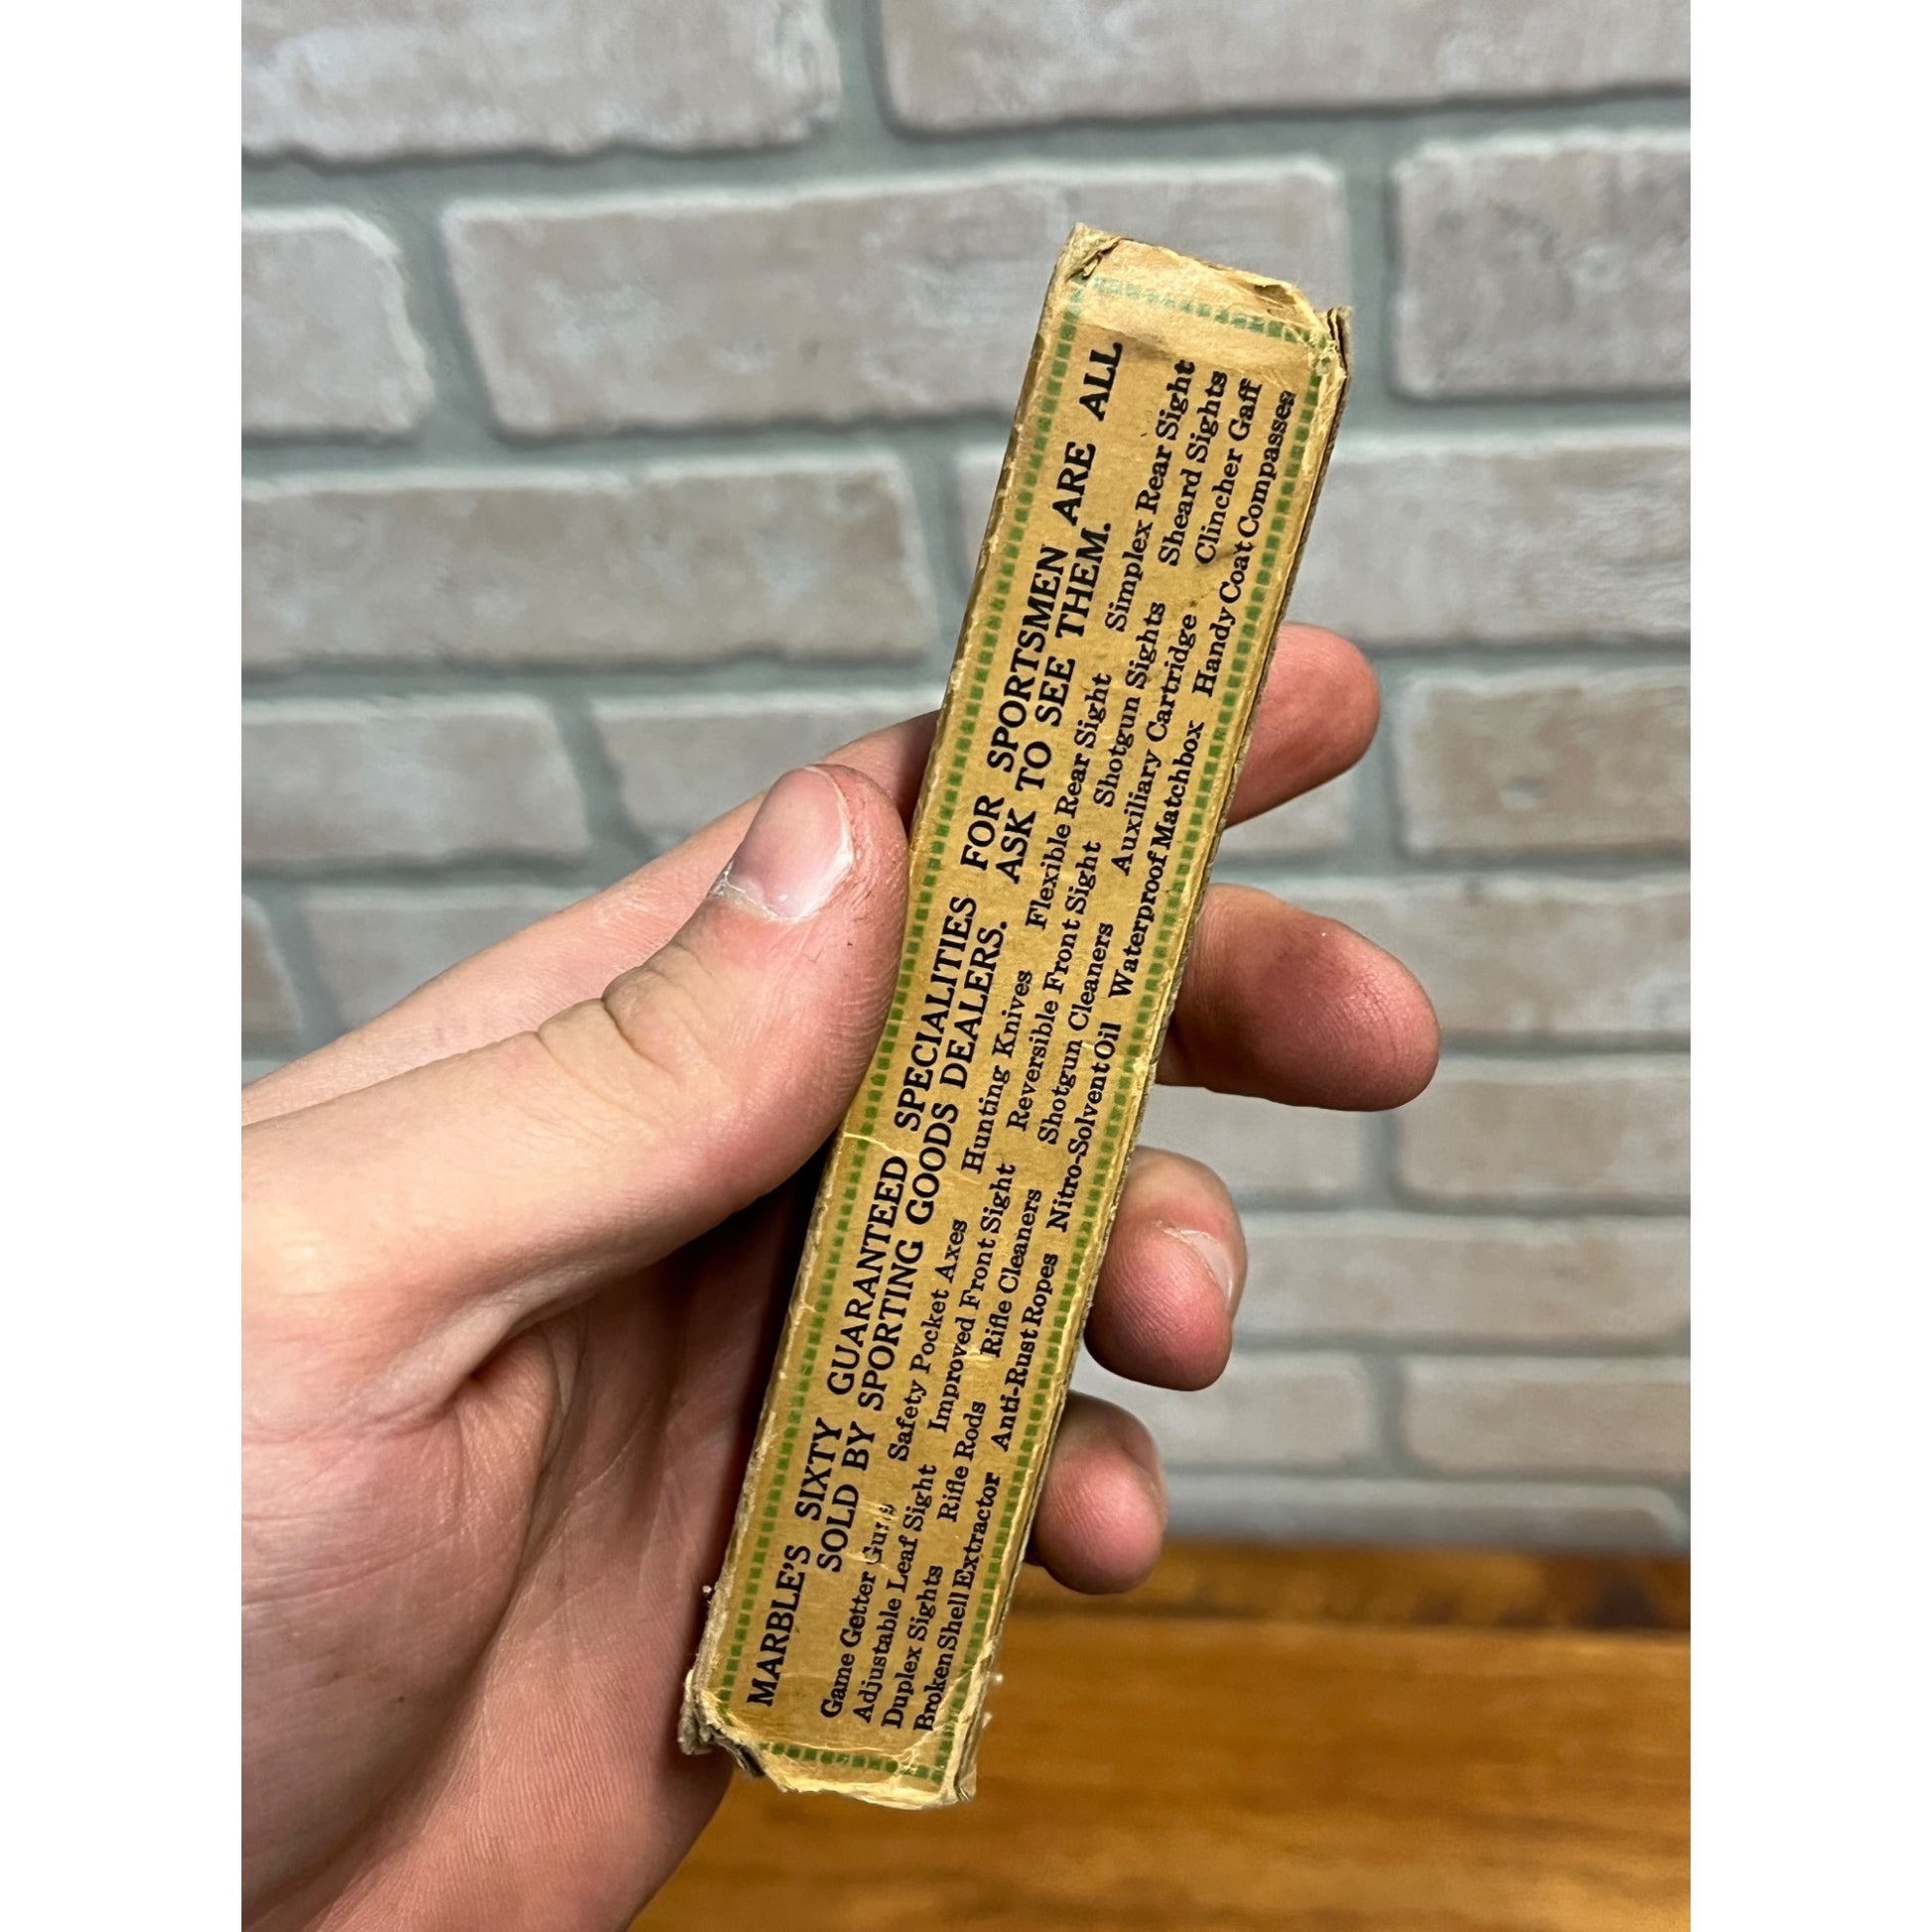 MARBLE'S SIXTY GUARANTEED SPECIALITIES FOR SPORTSMEN ARE ALL
SOLD BY SPORTING GOODS DEALERS. ASK TO SEE THEM.
Game Getter Guns Safety Pocket Axes Hunting Knives Flexible Rear Sight Simplex Rear Sight
Adjustable Leaf Sight Improved Front Sight Reversible Front Sight Shotgun Sights Sheard Sights
Duplex Sights Rifle Rods Rifle Cleaners Shotgun Cleaners Auxiliary Cartridge Clincher Gaff
Broken Shell Extractor Anti-Rust Ropes Nitro-Solvent Oil Waterproof Matchbox Handy Coat Compasses